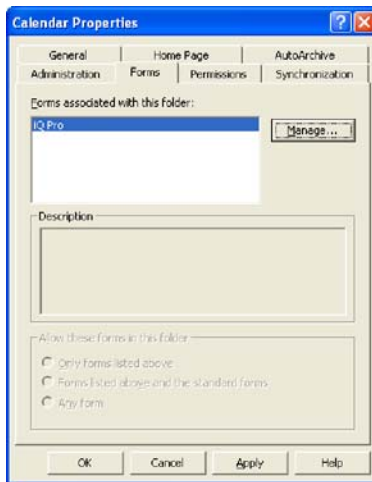 Calendar Properties
General Home Page AutoArchive
Administration Forms Permissions Synchronization
Forms associated with this folder:
IQ Pro
Manage...
Description
Allow these forms in this folder
Only forms listed above
Forms listed above and the standard forms
Any form
OK Cancel Apply Help